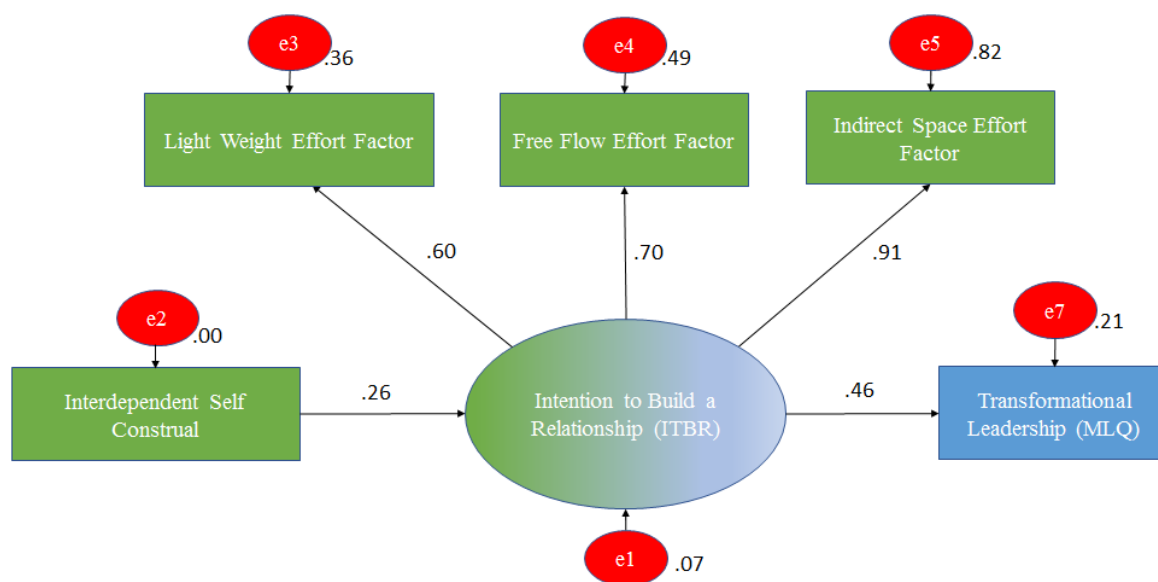 e3
.36
e4
.49
e5
.82
Light Weight Effort Factor
Free Flow Effort Factor
Indirect Space Effort
Factor
.60
.70
.91
e2
.00
e7
.21
Interdependent Self
Construal
.26
Intention to Build a
Relationship (ITBR)
.46
Transformational
Leadership (MLQ)
e1
.07